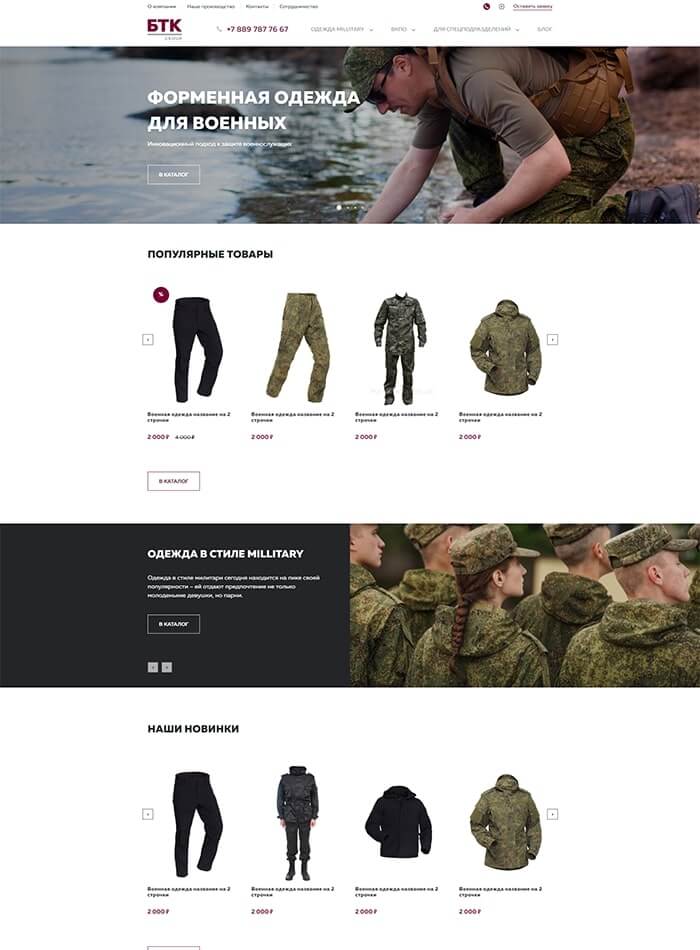 О компании Наше производство Контакты Сотрудничество Оставить заявку
БТК
GROUP
+7 889 787 76 67 ОДЕЖДА MILLITARY ВКПО ДЛЯ СПЕЦПОДРАЗДЕЛЕНИЙ БЛОГ
ФОРМЕННАЯ ОДЕЖДА
ДЛЯ ВОЕННЫХ
Инновационный подход к защите военнослужащих
В КАТАЛОГ
ПОПУЛЯРНЫЕ ТОВАРЫ
%
Военная одежда название на 2
строчки
2 000 ₽ 4 000 ₽
Военная одежда название на 2
строчки
2 000 ₽
Военная одежда название на 2
строчки
2 000 ₽
Военная одежда название на 2
строчки
2 000 ₽
В КАТАЛОГ
ОДЕЖДА В СТИЛЕ MILLITARY
Одежда в стиле милитари сегодня находится на пике своей
популярности – ей отдают предпочтение не только
молоденькие девушки, но парни.
В КАТАЛОГ
НАШИ НОВИНКИ
Военная одежда название на 2
строчки
2 000 ₽
Военная одежда название на 2
строчки
2 000 ₽
Военная одежда название на 2
строчки
2 000 ₽
Военная одежда название на 2
строчки
2 000 ₽